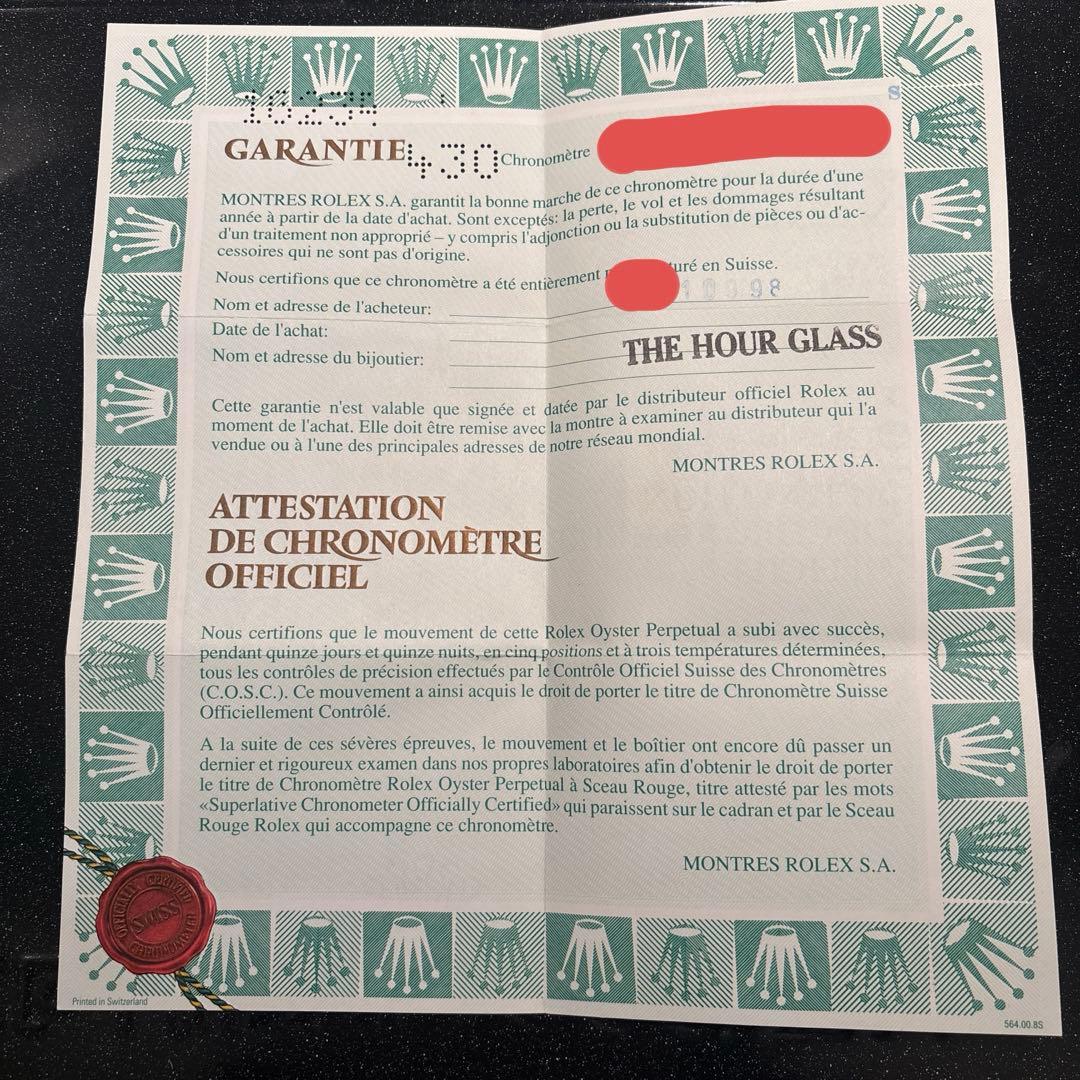 16234
S
GARANTIE 430 Chronomètre
MONTRES ROLEX S.A. garantit la bonne marche de ce chronomètre pour la durée d'une
année à partir de la date d'achat. Sont exceptés: la perte, le vol et les dommages résultant
d'un traitement non approprié – y compris l'adjonction ou la substitution de pièces ou d'ac-
cessoires qui ne sont pas d'origine.
Nous certifions que ce chronomètre a été entièrement turé en Suisse.
Nom et adresse de l'acheteur:
Date de l'achat:
Nom et adresse du bijoutier:
THE HOUR GLASS
Cette garantie n'est valable que signée et datée par le distributeur officiel Rolex au
moment de l'achat. Elle doit être remise avec la montre à examiner au distributeur qui l'a
vendue ou à l'une des principales adresses de notre réseau mondial.
MONTRES ROLEX S.A.
ATTESTATION
DE CHRONOMÈTRE
OFFICIEL
Nous certifions que le mouvement de cette Rolex Oyster Perpetual a subi avec succès,
pendant quinze jours et quinze nuits, en cinq positions et à trois températures déterminées,
tous les contrôles de précision effectués par le Contrôle Officiel Suisse des Chronomètres
(C.O.S.C.). Ce mouvement a ainsi acquis le droit de porter le titre de Chronomètre Suisse
Officiellement Contrôlé.
A la suite de ces sévères épreuves, le mouvement et le boîtier ont encore dû passer un
dernier et rigoureux examen dans nos propres laboratoires afin d'obtenir le droit de porter
le titre de Chronomètre Rolex Oyster Perpetual à Sceau Rouge, titre attesté par les mots
«Superlative Chronometer Officially Certified» qui paraissent sur le cadran et par le Sceau
Rouge Rolex qui accompagne ce chronomètre.
MONTRES ROLEX S.A.
OFFICIALLY CERTIFIED
SWISS
CHRONOMETER
Printed in Switzerland
564.00.8S